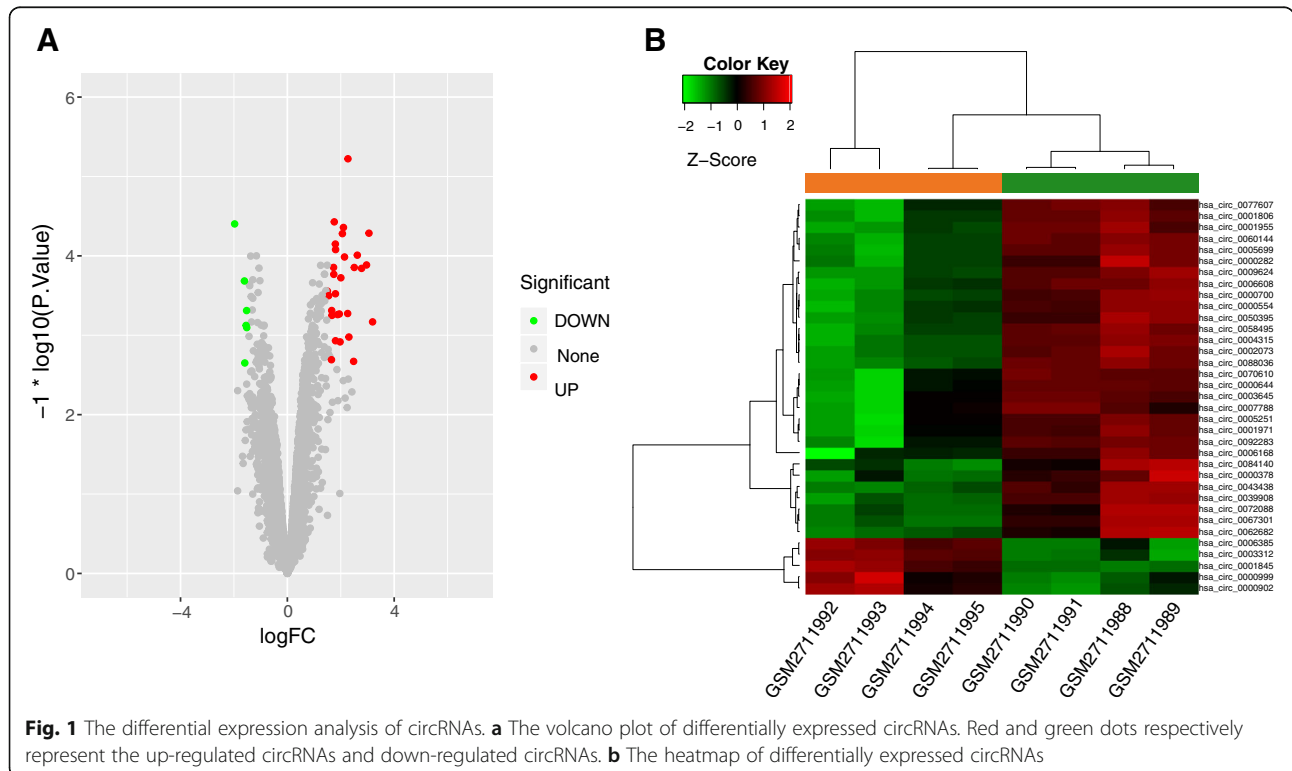 A
6
4
2
0
−1 * log10(P.Value)
−4
0
4
logFC
Significant
DOWN
None
UP
B
Color Key
−2 −1 0 1 2
Z−Score
hsa_circ_0077607
hsa_circ_0001806
hsa_circ_0001955
hsa_circ_0060144
hsa_circ_0005699
hsa_circ_0000282
hsa_circ_0009624
hsa_circ_0006608
hsa_circ_0000700
hsa_circ_0000554
hsa_circ_0050395
hsa_circ_0058495
hsa_circ_0004315
hsa_circ_0002073
hsa_circ_0088036
hsa_circ_0070610
hsa_circ_0000644
hsa_circ_0003645
hsa_circ_0007788
hsa_circ_0005251
hsa_circ_0001971
hsa_circ_0092283
hsa_circ_0006168
hsa_circ_0084140
hsa_circ_0000378
hsa_circ_0043438
hsa_circ_0039908
hsa_circ_0072088
hsa_circ_0067301
hsa_circ_0062682
hsa_circ_0006385
hsa_circ_0003312
hsa_circ_0001845
hsa_circ_0000999
hsa_circ_0000902
GSM2711992
GSM2711993
GSM2711994
GSM2711995
GSM2711990
GSM2711991
GSM2711988
GSM2711989
Fig. 1 The differential expression analysis of circRNAs. a The volcano plot of differentially expressed circRNAs. Red and green dots respectively
represent the up-regulated circRNAs and down-regulated circRNAs. b The heatmap of differentially expressed circRNAs